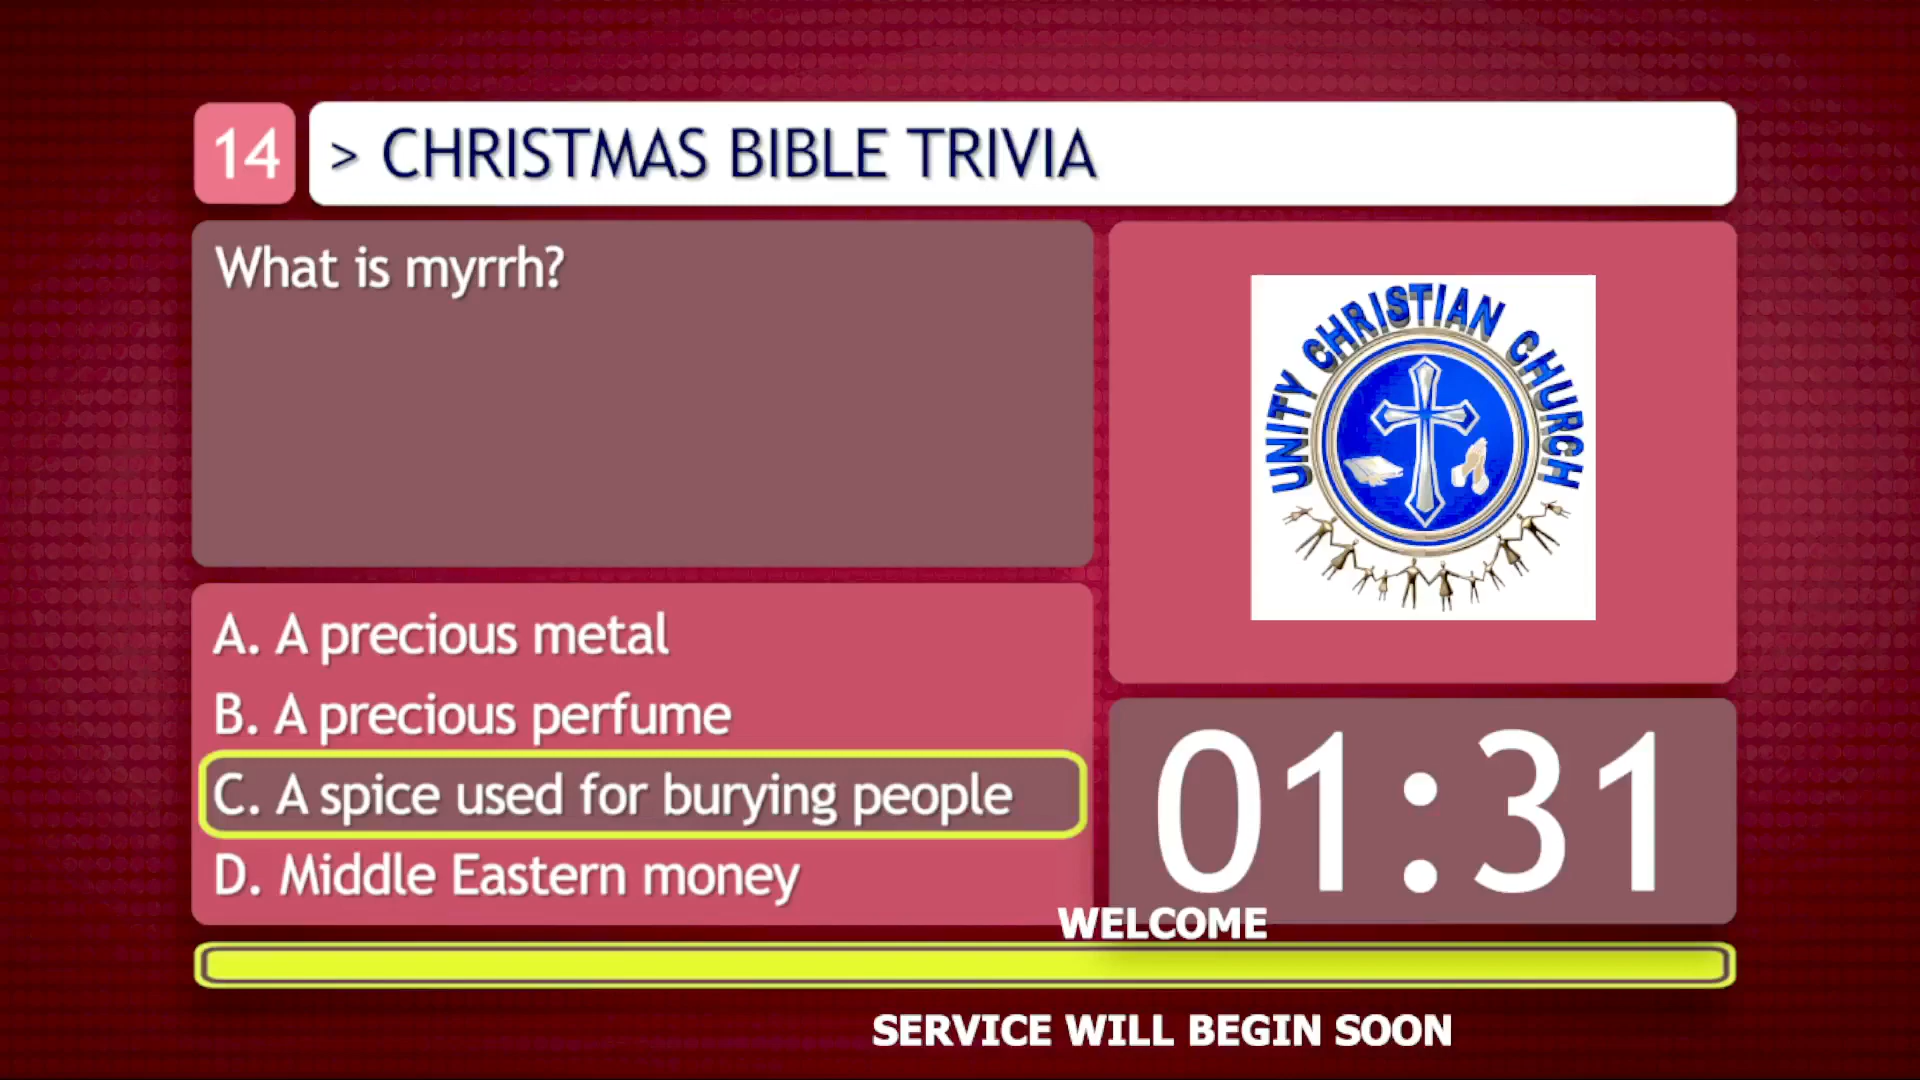 14
> CHRISTMAS BIBLE TRIVIA
What is myrrh?
UNITY CHRISTIAN CHURCH
A. A precious metal
B. A precious perfume
C. A spice used for burying people
D. Middle Eastern money
01:31
WELCOME
SERVICE WILL BEGIN SOON